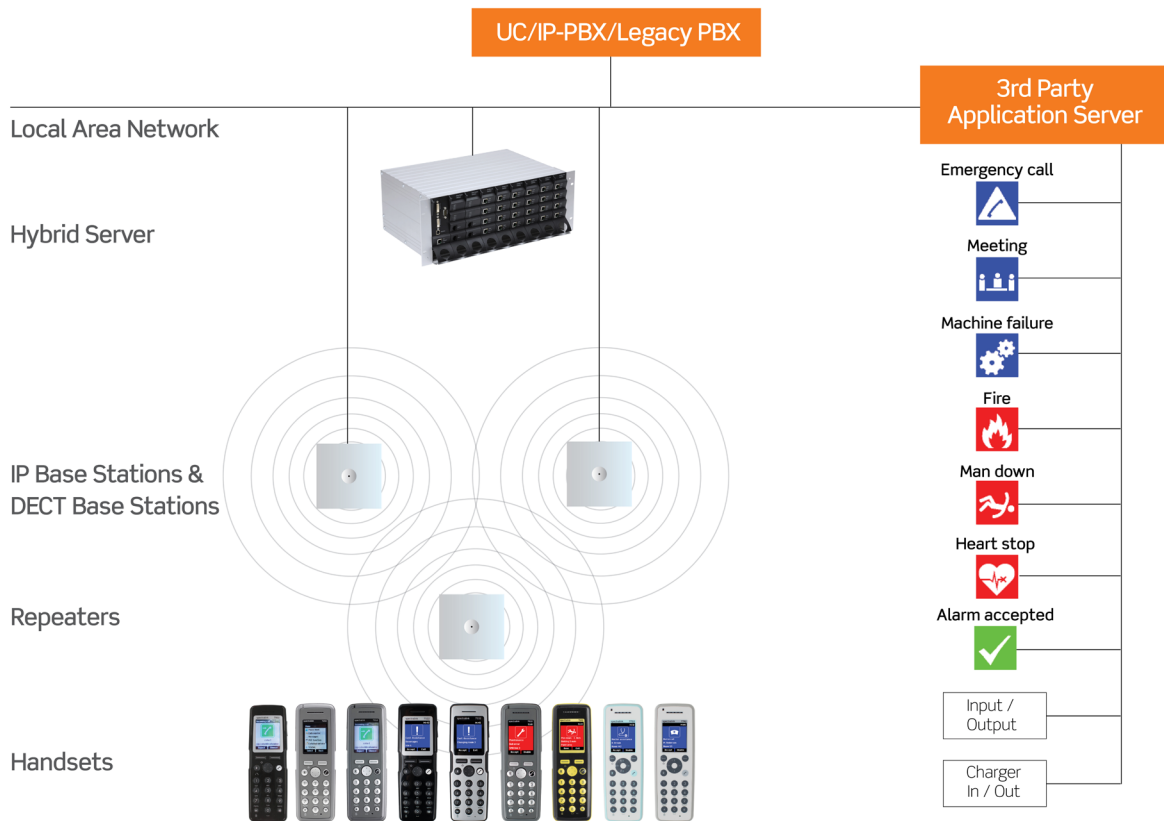 UC/IP-PBX/Legacy PBX
3rd Party
Application Server
Local Area Network
Hybrid Server
IP Base Stations &
DECT Base Stations
Repeaters
Handsets
Emergency call
Meeting
Machine failure
Fire
Man down
Heart stop
Alarm accepted
Input /
Output
Charger
In / Out